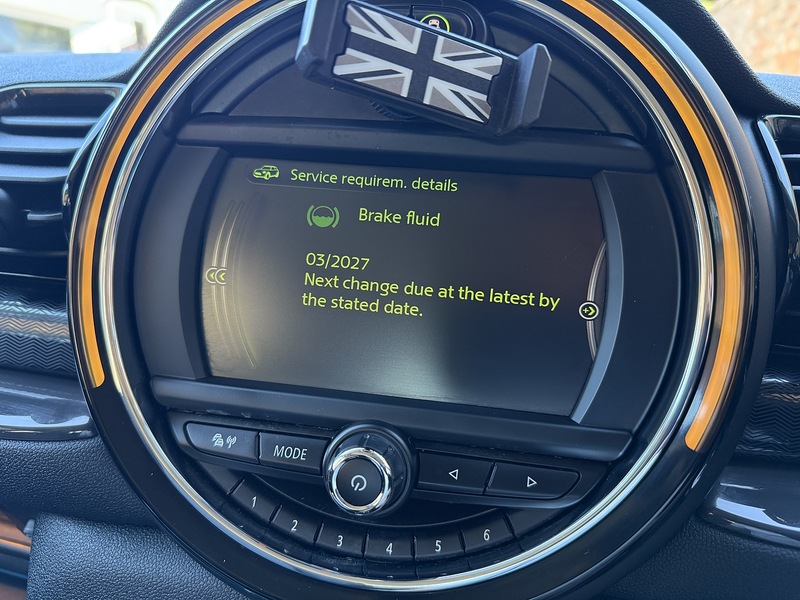 Service requirem. details
Brake fluid
03/2027
Next change due at the latest by
the stated date.
MODE
1 2 3 4 5 6